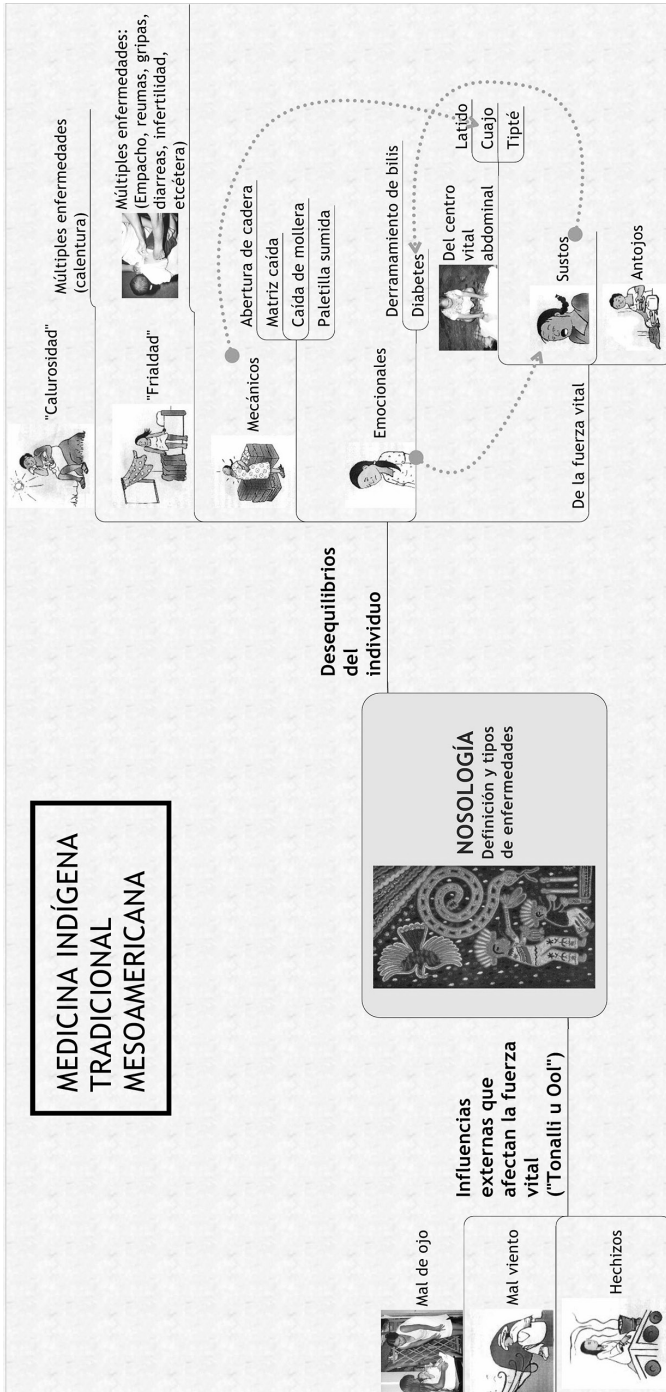 MEDICINA INDÍGENA
TRADICIONAL
MESOAMERICANA
NOSOLOGÍA
Definición y tipos
de enfermedades
Influencias
externas que
afectan la fuerza
vital
("Tonalli u Ool")
Mal de ojo
Mal viento
Hechizos
Desequilibrios
del
individuo
"Calurosidad"
Múltiples enfermedades
(calentura)
"Frialdad"
Múltiples enfermedades:
(Empacho, reumas, gripas,
diarreas, infertilidad,
etcétera)
Mecánicos
Abertura de cadera
Matriz caída
Caída de mollera
Paletilla sumida
Emocionales
Derramamiento de bilis
Diabetes
De la fuerza vital
Del centro
vital
abdominal
Latido
Cuajo
Tipté
Sustos
Antojos